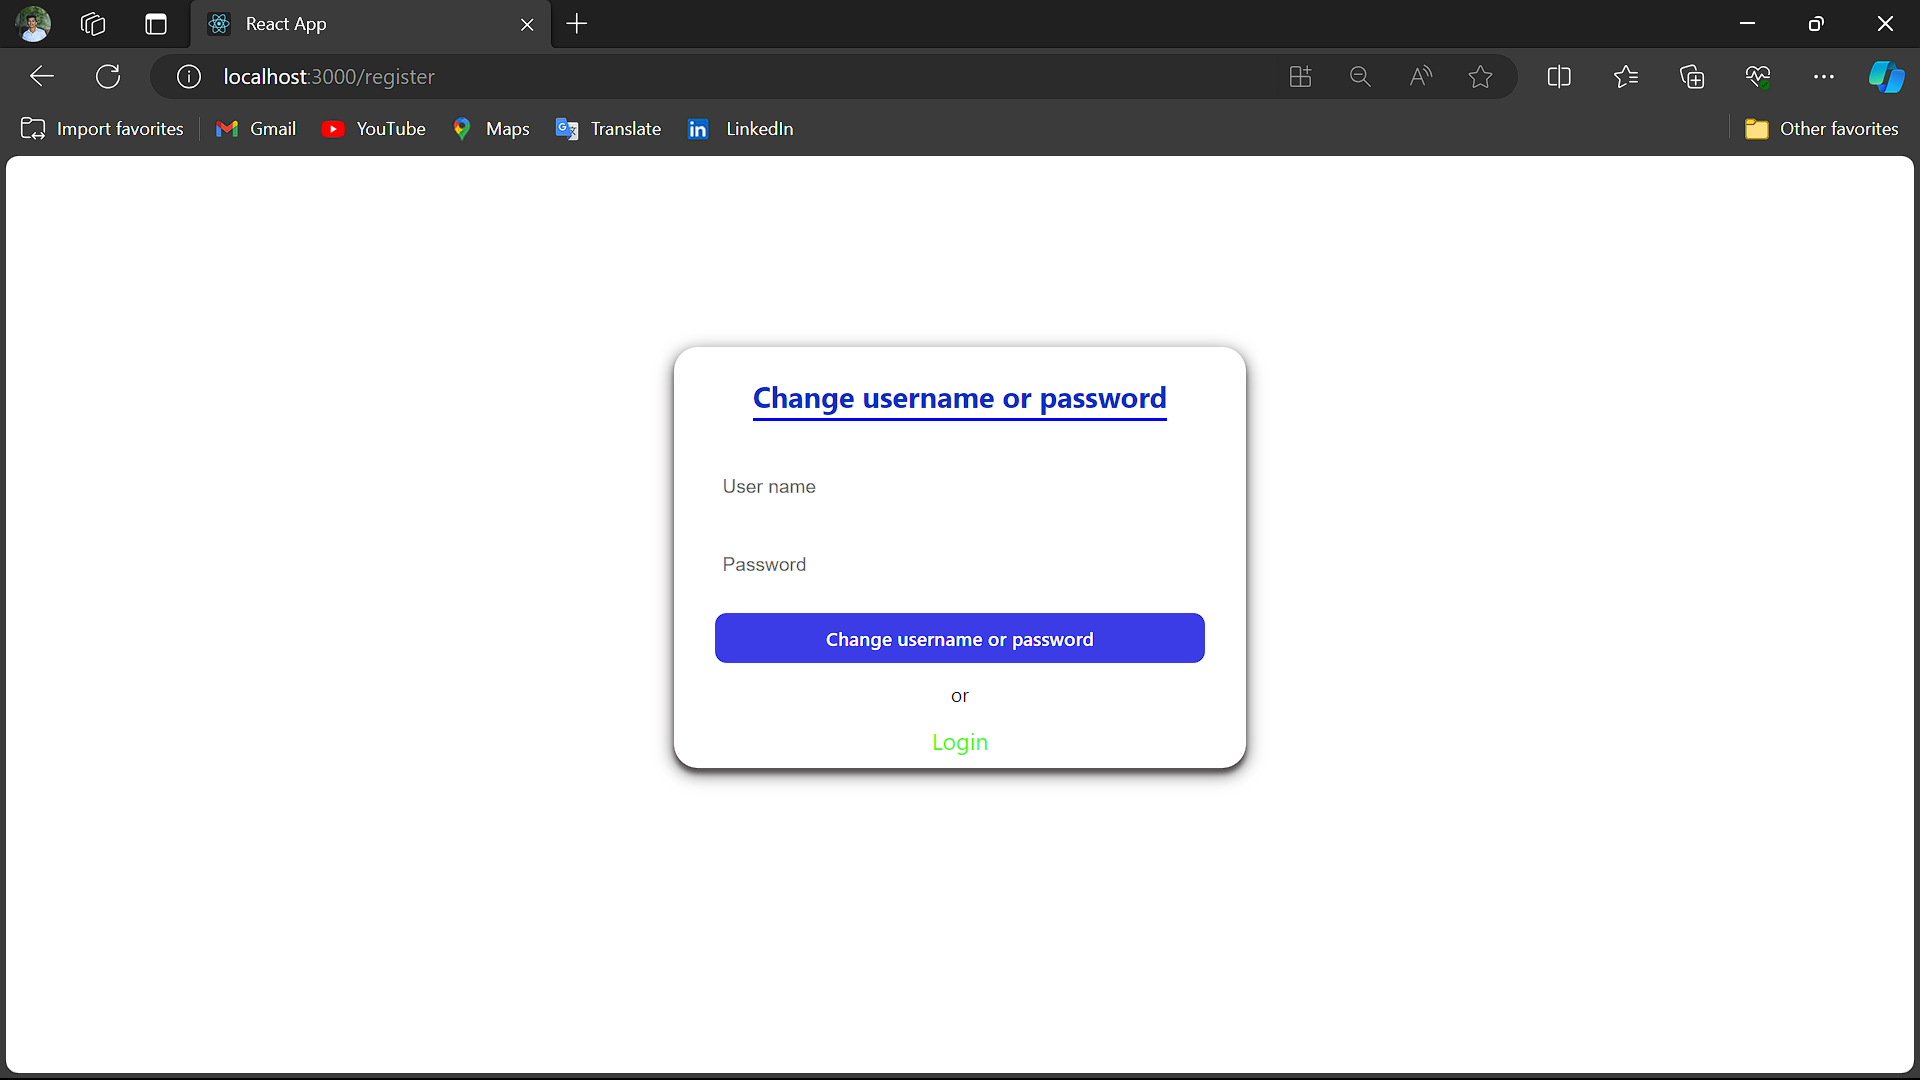 React App
localhost:3000/register
Import favorites Gmail YouTube Maps Translate LinkedIn Other favorites
Change username or password
User name
Password
Change username or password
or
Login